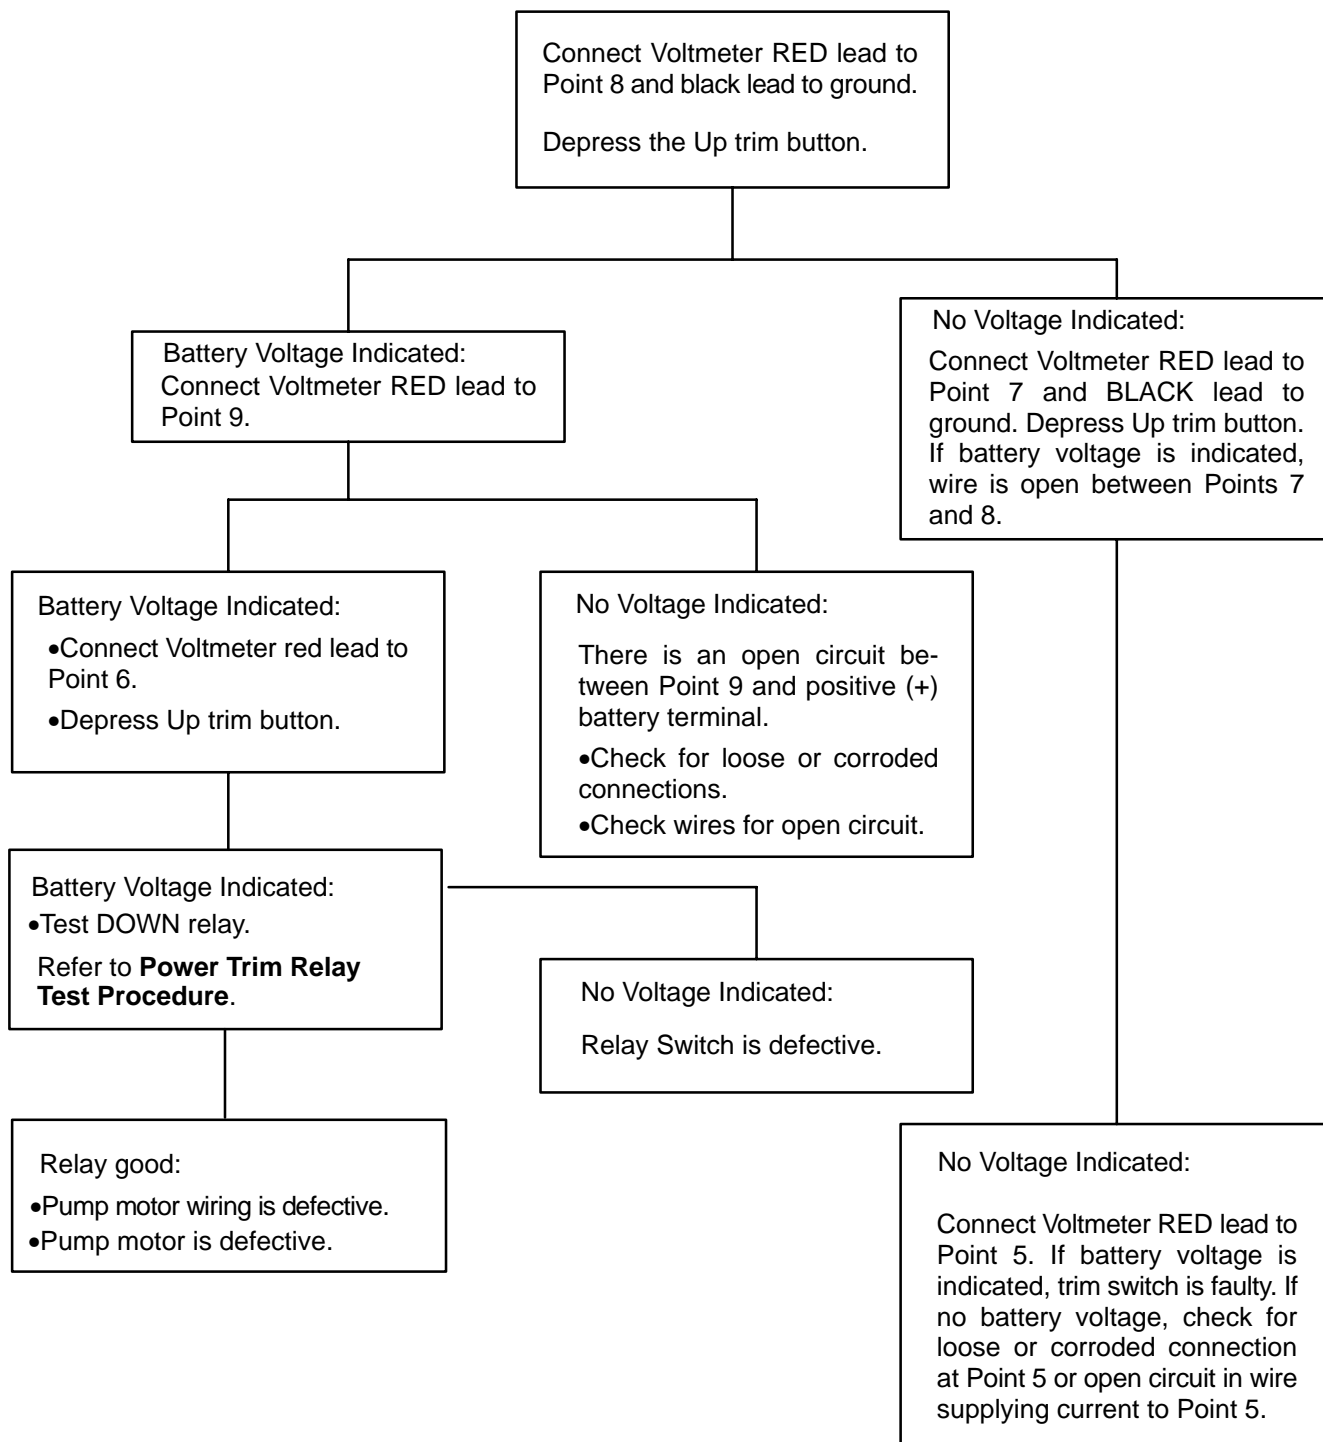 Connect Voltmeter RED lead to
Point 8 and black lead to ground.
Depress the Up trim button.
Battery Voltage Indicated:
Connect Voltmeter RED lead to
Point 9.
No Voltage Indicated:
Connect Voltmeter RED lead to
Point 7 and BLACK lead to
ground. Depress Up trim button.
If battery voltage is indicated,
wire is open between Points 7
and 8.
Battery Voltage Indicated:
•Connect Voltmeter red lead to
Point 6.
•Depress Up trim button.
No Voltage Indicated:
There is an open circuit be-
tween Point 9 and positive (+)
battery terminal.
•Check for loose or corroded
connections.
•Check wires for open circuit.
Battery Voltage Indicated:
•Test DOWN relay.
Refer to Power Trim Relay
Test Procedure.
No Voltage Indicated:
Relay Switch is defective.
Relay good:
•Pump motor wiring is defective.
•Pump motor is defective.
No Voltage Indicated:
Connect Voltmeter RED lead to
Point 5. If battery voltage is
indicated, trim switch is faulty. If
no battery voltage, check for
loose or corroded connection
at Point 5 or open circuit in wire
supplying current to Point 5.